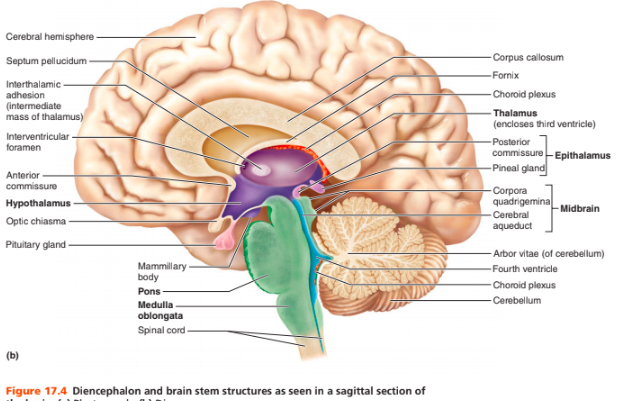 Cerebral hemisphere
Septum pellucidum
Interthalamic
adhesion
(intermediate
mass of thalamus)
Interventricular
foramen
Anterior
commissure
Hypothalamus
Optic chiasma
Pituitary gland
Mammillary
body
Pons
Medulla
oblongata
Spinal cord
Corpus callosum
Fornix
Choroid plexus
Thalamus
(encloses third ventricle)
Posterior
commissure
Pineal gland
Epithalamus
Corpora
quadrigemina
Cerebral
aqueduct
Midbrain
Arbor vitae (of cerebellum)
Fourth ventricle
Choroid plexus
Cerebellum
(b)
Figure 17.4 Diencephalon and brain stem structures as seen in a sagittal section of